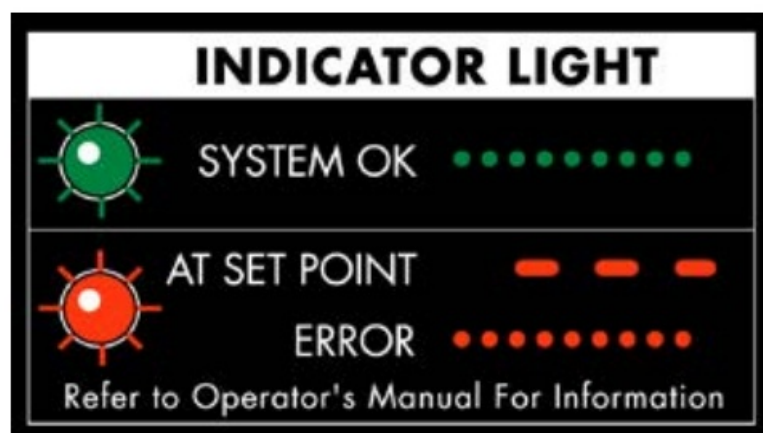 INDICATOR LIGHT
SYSTEM OK
AT SET POINT
ERROR
Refer to Operator's Manual For Information